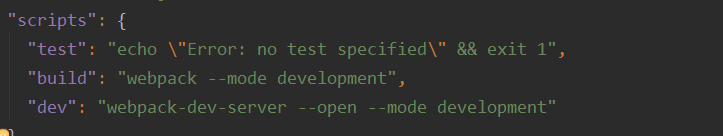 "scripts": {
"test": "echo \"Error: no test specified\" && exit 1",
"build": "webpack --mode development",
"dev": "webpack-dev-server --open --mode development"